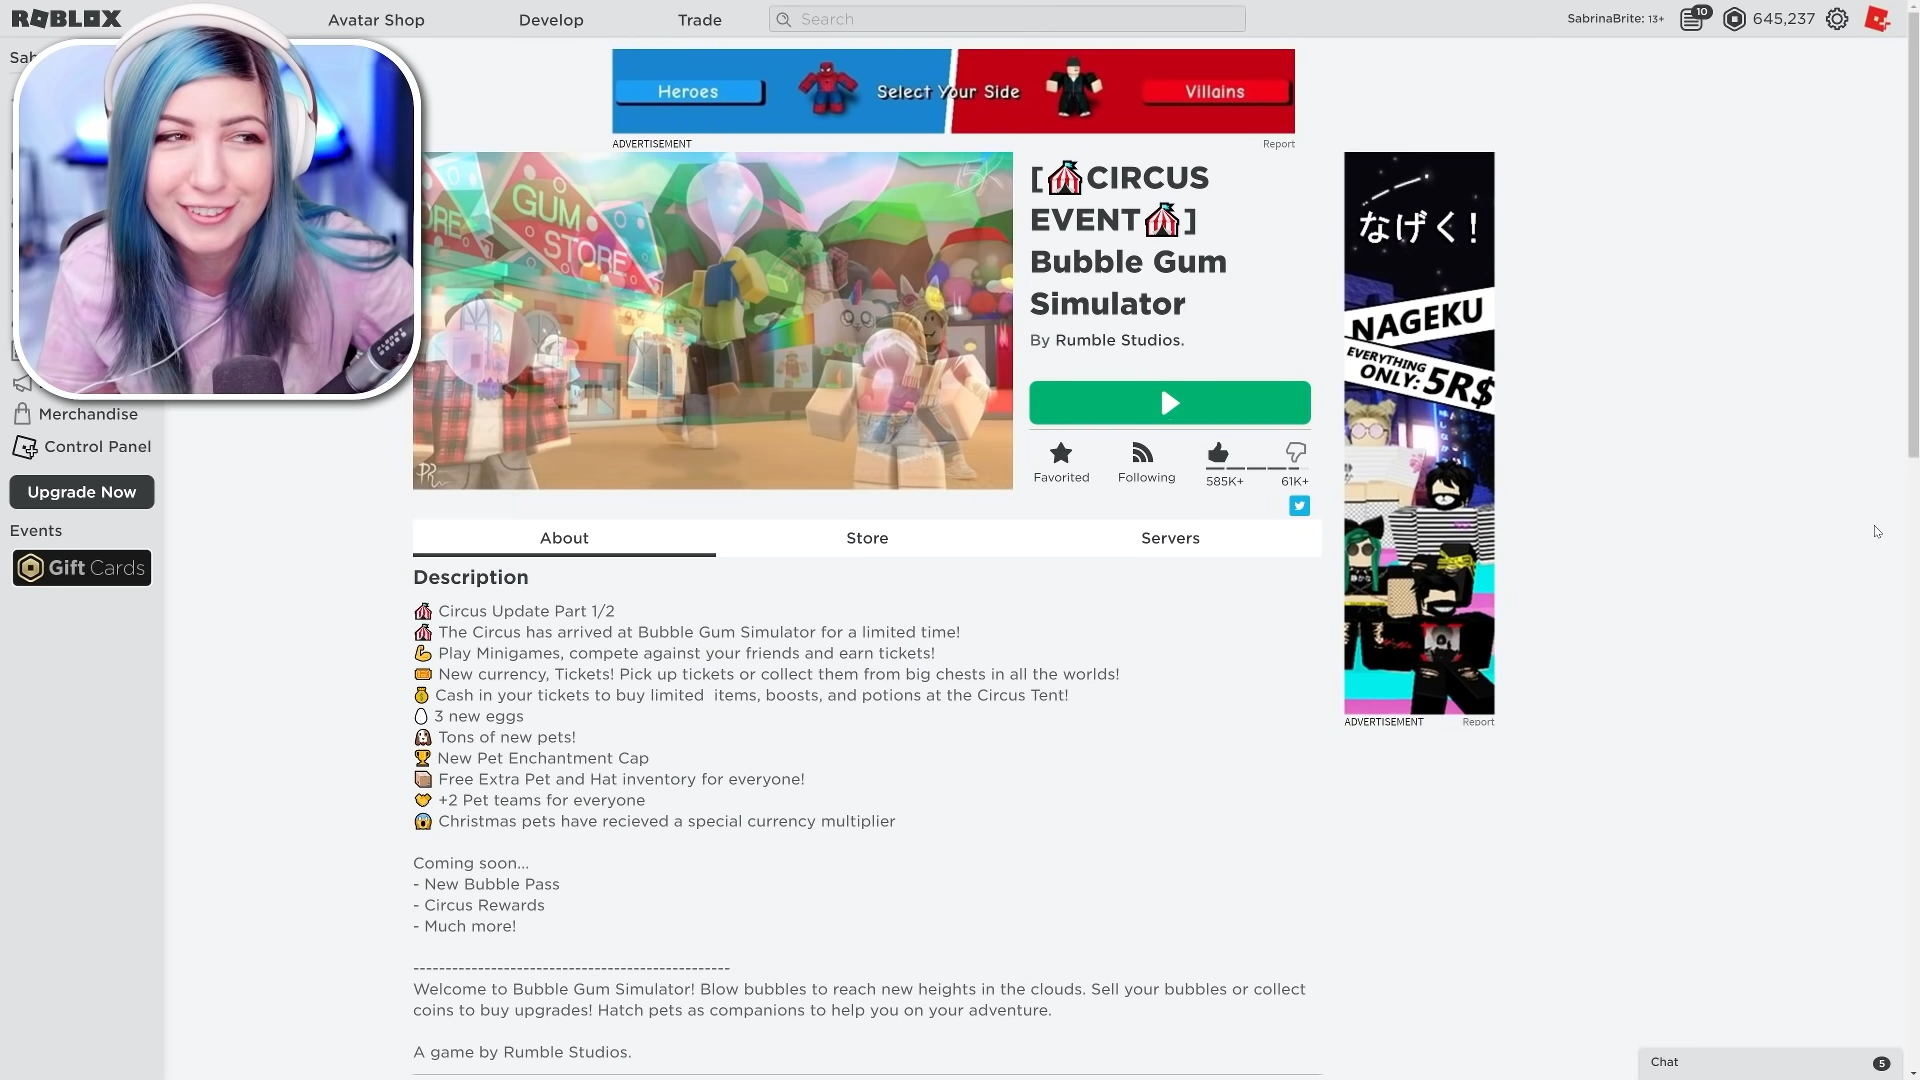 ROBLOX
Avatar Shop
Develop
Trade
Search
SabrinaBrite: 13+
10
645,237
Sab
Heroes
Select Your Side
Villains
ADVERTISEMENT
Report
GUM
STORE
ORE
[🎪CIRCUS
EVENT🎪]
Bubble Gum
Simulator
By Rumble Studios.
Favorited
Following
585K+
61K+
Merchandise
Control Panel
Upgrade Now
Events
Gift Cards
About
Store
Servers
Description
🎪 Circus Update Part 1/2
🎪 The Circus has arrived at Bubble Gum Simulator for a limited time!
💪 Play Minigames, compete against your friends and earn tickets!
🎟 New currency, Tickets! Pick up tickets or collect them from big chests in all the worlds!
💰 Cash in your tickets to buy limited  items, boosts, and potions at the Circus Tent!
🥚 3 new eggs
🐶 Tons of new pets!
🏆 New Pet Enchantment Cap
📦 Free Extra Pet and Hat inventory for everyone!
🤝 +2 Pet teams for everyone
😱 Christmas pets have recieved a special currency multiplier
Coming soon...
- New Bubble Pass
- Circus Rewards
- Much more!
-------------------------------------------------
Welcome to Bubble Gum Simulator! Blow bubbles to reach new heights in the clouds. Sell your bubbles or collect
coins to buy upgrades! Hatch pets as companions to help you on your adventure.
A game by Rumble Studios.
なげく!
NAGEKU
EVERYTHING
ONLY: 5R$
ADVERTISEMENT
Report
Chat
5